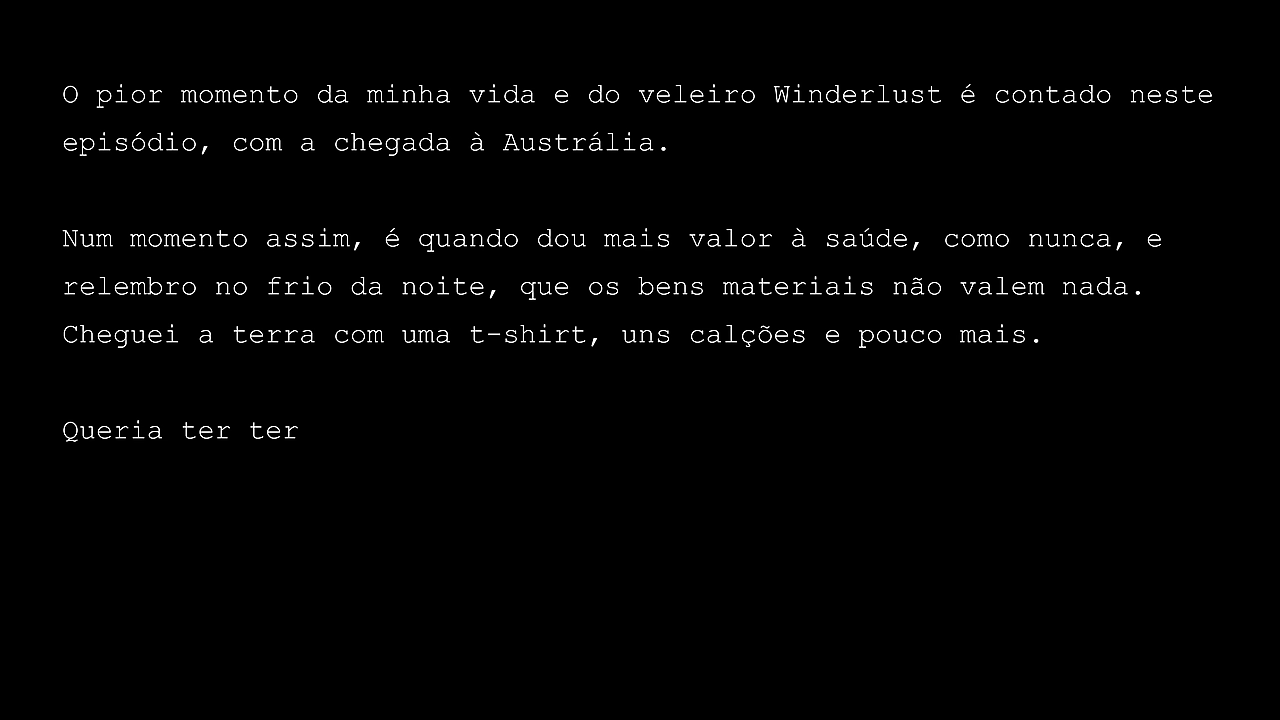 O pior momento da minha vida e do veleiro Winderlust é contado neste
episódio, com a chegada à Austrália.
Num momento assim, é quando dou mais valor à saúde, como nunca, e
relembro no frio da noite, que os bens materiais não valem nada.
Cheguei a terra com uma t-shirt, uns calções e pouco mais.
Queria ter ter